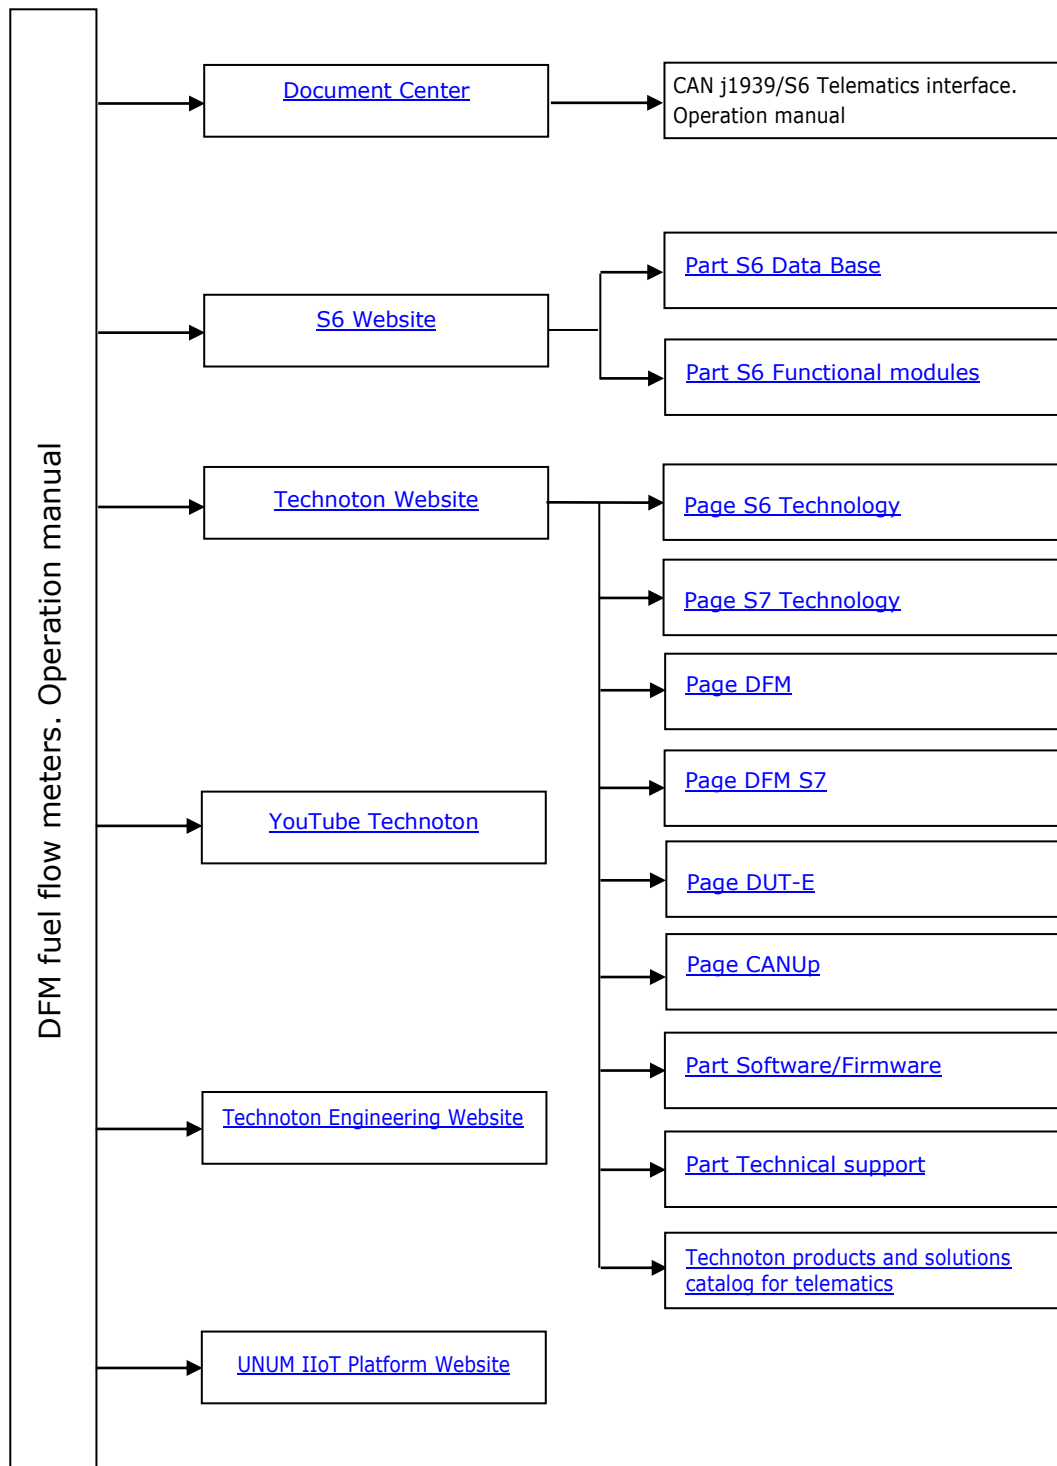 DFM fuel flow meters. Operation manual
Document Center
CAN j1939/S6 Telematics interface.
Operation manual
S6 Website
Part S6 Data Base
Part S6 Functional modules
Technoton Website
Page S6 Technology
Page S7 Technology
Page DFM
Page DFM S7
Page DUT-E
Page CANUp
Part Software/Firmware
Part Technical support
Technoton products and solutions
catalog for telematics
YouTube Technoton
Technoton Engineering Website
UNUM IIoT Platform Website